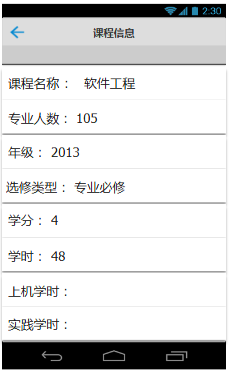 2:30
课程信息
课程名称： 软件工程
专业人数： 105
年级： 2013
选修类型： 专业必修
学分： 4
学时： 48
上机学时：
实践学时：